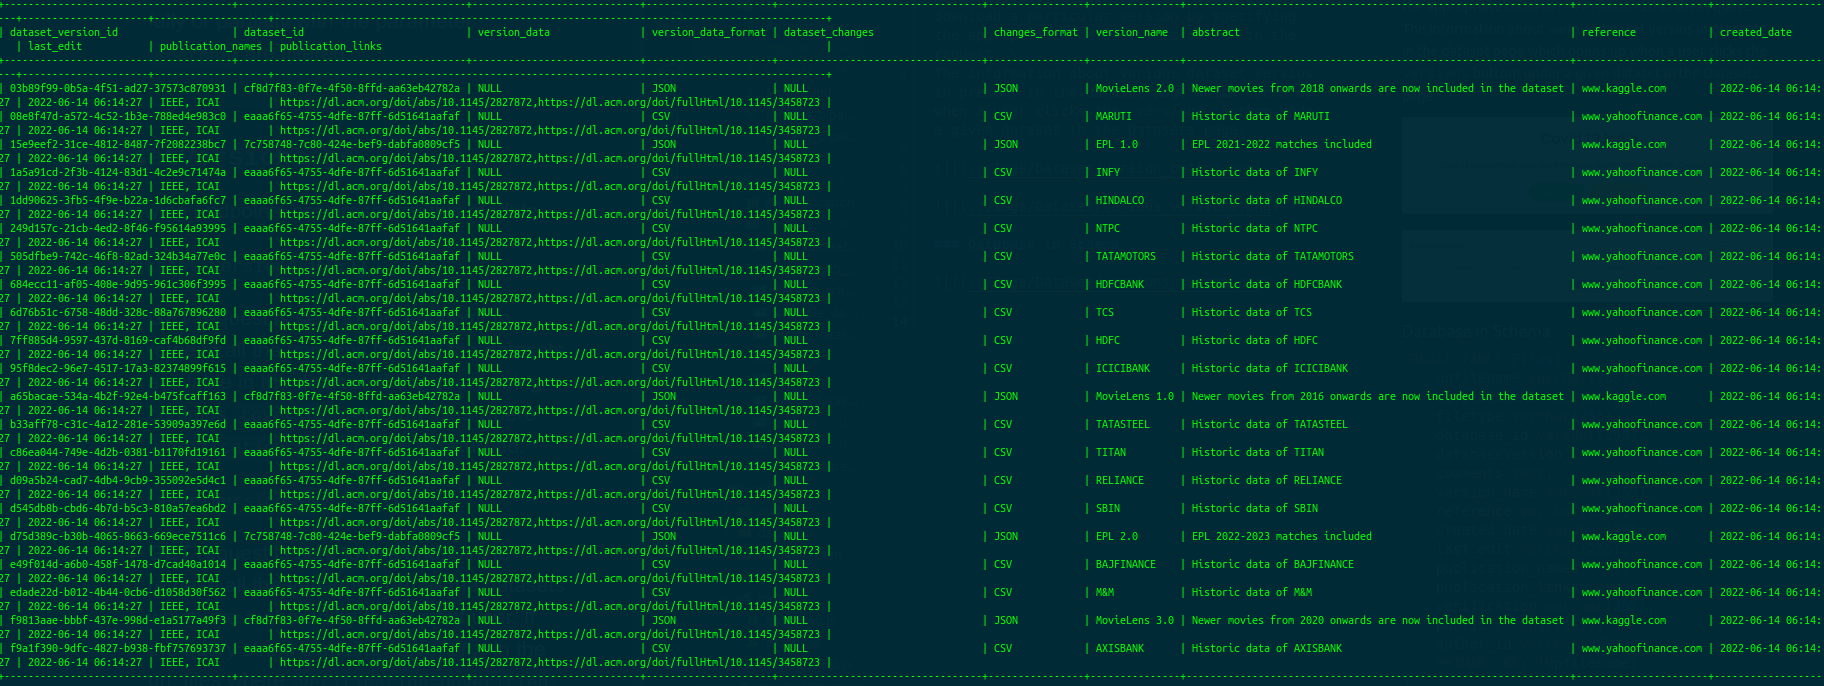 | dataset_version_id | dataset_id | version_data | version_data_format | dataset_changes | changes_format | version_name | abstract | reference | created_date
| last_edit | publication_names | publication_links |
| 03b89f99-0b5a-4f51-ad27-37573c870931 | cf8d7f83-0f7e-4f50-8ffd-aa63eb42782a | NULL | JSON | NULL | JSON | MovieLens 2.0 | Newer movies from 2018 onwards are now included in the dataset | www.kaggle.com | 2022-06-14 06:14:
27 | 2022-06-14 06:14:27 | IEEE, ICAI | https://dl.acm.org/doi/abs/10.1145/2827872,https://dl.acm.org/doi/fullHtml/10.1145/3458723 |
| 08e8f47d-a572-4c52-1b3e-788ed4e983c0 | eaaa6f65-4755-4dfe-87ff-6d51641aafaf | NULL | CSV | NULL | CSV | MARUTI | Historic data of MARUTI | www.yahoofinance.com | 2022-06-14 06:14:
27 | 2022-06-14 06:14:27 | IEEE, ICAI | https://dl.acm.org/doi/abs/10.1145/2827872,https://dl.acm.org/doi/fullHtml/10.1145/3458723 |
| 15e9eef2-31ce-4812-8487-7f2082238bc7 | 7c758748-7c80-424e-bef9-dabfa0809cf5 | NULL | JSON | NULL | JSON | EPL 1.0 | EPL 2021-2022 matches included | www.kaggle.com | 2022-06-14 06:14:
27 | 2022-06-14 06:14:27 | IEEE, ICAI | https://dl.acm.org/doi/abs/10.1145/2827872,https://dl.acm.org/doi/fullHtml/10.1145/3458723 |
| 1a5a91cd-2f3b-4124-83d1-4c2e9c71474a | eaaa6f65-4755-4dfe-87ff-6d51641aafaf | NULL | CSV | NULL | CSV | INFY | Historic data of INFY | www.yahoofinance.com | 2022-06-14 06:14:
27 | 2022-06-14 06:14:27 | IEEE, ICAI | https://dl.acm.org/doi/abs/10.1145/2827872,https://dl.acm.org/doi/fullHtml/10.1145/3458723 |
| 1dd90625-3fb5-4f9e-b22a-1d6cbafa6fc7 | eaaa6f65-4755-4dfe-87ff-6d51641aafaf | NULL | CSV | NULL | CSV | HINDALCO | Historic data of HINDALCO | www.yahoofinance.com | 2022-06-14 06:14:
27 | 2022-06-14 06:14:27 | IEEE, ICAI | https://dl.acm.org/doi/abs/10.1145/2827872,https://dl.acm.org/doi/fullHtml/10.1145/3458723 |
| 249d157c-21cb-4ed2-8f46-f95614a93995 | eaaa6f65-4755-4dfe-87ff-6d51641aafaf | NULL | CSV | NULL | CSV | NTPC | Historic data of NTPC | www.yahoofinance.com | 2022-06-14 06:14:
27 | 2022-06-14 06:14:27 | IEEE, ICAI | https://dl.acm.org/doi/abs/10.1145/2827872,https://dl.acm.org/doi/fullHtml/10.1145/3458723 |
| 505dfbe9-742c-46f8-82ad-324b34a77e0c | eaaa6f65-4755-4dfe-87ff-6d51641aafaf | NULL | CSV | NULL | CSV | TATAMOTORS | Historic data of TATAMOTORS | www.yahoofinance.com | 2022-06-14 06:14:
27 | 2022-06-14 06:14:27 | IEEE, ICAI | https://dl.acm.org/doi/abs/10.1145/2827872,https://dl.acm.org/doi/fullHtml/10.1145/3458723 |
| 684ecc11-af05-408e-9d95-961c306f3995 | eaaa6f65-4755-4dfe-87ff-6d51641aafaf | NULL | CSV | NULL | CSV | HDFCBANK | Historic data of HDFCBANK | www.yahoofinance.com | 2022-06-14 06:14:
27 | 2022-06-14 06:14:27 | IEEE, ICAI | https://dl.acm.org/doi/abs/10.1145/2827872,https://dl.acm.org/doi/fullHtml/10.1145/3458723 |
| 6d76b51c-6758-48dd-328c-88a767896280 | eaaa6f65-4755-4dfe-87ff-6d51641aafaf | NULL | CSV | NULL | CSV | TCS | Historic data of TCS | www.yahoofinance.com | 2022-06-14 06:14:
27 | 2022-06-14 06:14:27 | IEEE, ICAI | https://dl.acm.org/doi/abs/10.1145/2827872,https://dl.acm.org/doi/fullHtml/10.1145/3458723 |
| 7ff885d4-9597-437d-8169-caf4b68df9fd | eaaa6f65-4755-4dfe-87ff-6d51641aafaf | NULL | CSV | NULL | CSV | HDFC | Historic data of HDFC | www.yahoofinance.com | 2022-06-14 06:14:
27 | 2022-06-14 06:14:27 | IEEE, ICAI | https://dl.acm.org/doi/abs/10.1145/2827872,https://dl.acm.org/doi/fullHtml/10.1145/3458723 |
| 95f8dec2-96e7-4517-17a3-82374899f615 | eaaa6f65-4755-4dfe-87ff-6d51641aafaf | NULL | CSV | NULL | CSV | ICICIBANK | Historic data of ICICIBANK | www.yahoofinance.com | 2022-06-14 06:14:
27 | 2022-06-14 06:14:27 | IEEE, ICAI | https://dl.acm.org/doi/abs/10.1145/2827872,https://dl.acm.org/doi/fullHtml/10.1145/3458723 |
| a65bacae-534a-4b2f-92e4-b475fcaff163 | cf8d7f83-0f7e-4f50-8ffd-aa63eb42782a | NULL | JSON | NULL | JSON | MovieLens 1.0 | Newer movies from 2016 onwards are now included in the dataset | www.kaggle.com | 2022-06-14 06:14:
27 | 2022-06-14 06:14:27 | IEEE, ICAI | https://dl.acm.org/doi/abs/10.1145/2827872,https://dl.acm.org/doi/fullHtml/10.1145/3458723 |
| b33aff78-c31c-4a12-281e-53909a397e6d | eaaa6f65-4755-4dfe-87ff-6d51641aafaf | NULL | CSV | NULL | CSV | TATASTEEL | Historic data of TATASTEEL | www.yahoofinance.com | 2022-06-14 06:14:
27 | 2022-06-14 06:14:27 | IEEE, ICAI | https://dl.acm.org/doi/abs/10.1145/2827872,https://dl.acm.org/doi/fullHtml/10.1145/3458723 |
| c86ea044-749e-4d2b-0381-b1170fd19161 | eaaa6f65-4755-4dfe-87ff-6d51641aafaf | NULL | CSV | NULL | CSV | TITAN | Historic data of TITAN | www.yahoofinance.com | 2022-06-14 06:14:
27 | 2022-06-14 06:14:27 | IEEE, ICAI | https://dl.acm.org/doi/abs/10.1145/2827872,https://dl.acm.org/doi/fullHtml/10.1145/3458723 |
| d09a5b24-cad7-4db4-9cb9-355092e5d4c1 | eaaa6f65-4755-4dfe-87ff-6d51641aafaf | NULL | CSV | NULL | CSV | RELIANCE | Historic data of RELIANCE | www.yahoofinance.com | 2022-06-14 06:14:
27 | 2022-06-14 06:14:27 | IEEE, ICAI | https://dl.acm.org/doi/abs/10.1145/2827872,https://dl.acm.org/doi/fullHtml/10.1145/3458723 |
| d545db8b-cbd6-4b7d-b5c3-810a57ea6bd2 | eaaa6f65-4755-4dfe-87ff-6d51641aafaf | NULL | CSV | NULL | CSV | SBIN | Historic data of SBIN | www.yahoofinance.com | 2022-06-14 06:14:
27 | 2022-06-14 06:14:27 | IEEE, ICAI | https://dl.acm.org/doi/abs/10.1145/2827872,https://dl.acm.org/doi/fullHtml/10.1145/3458723 |
| d75d389c-b30b-4065-8663-669ece7511c6 | 7c758748-7c80-424e-bef9-dabfa0809cf5 | NULL | JSON | NULL | JSON | EPL 2.0 | EPL 2022-2023 matches included | www.kaggle.com | 2022-06-14 06:14:
27 | 2022-06-14 06:14:27 | IEEE, ICAI | https://dl.acm.org/doi/abs/10.1145/2827872,https://dl.acm.org/doi/fullHtml/10.1145/3458723 |
| e49f014d-a6b0-458f-1478-d7cad40a1014 | eaaa6f65-4755-4dfe-87ff-6d51641aafaf | NULL | CSV | NULL | CSV | BAJFINANCE | Historic data of BAJFINANCE | www.yahoofinance.com | 2022-06-14 06:14:
27 | 2022-06-14 06:14:27 | IEEE, ICAI | https://dl.acm.org/doi/abs/10.1145/2827872,https://dl.acm.org/doi/fullHtml/10.1145/3458723 |
| edade22d-b012-4b44-0cb6-d1058d30f562 | eaaa6f65-4755-4dfe-87ff-6d51641aafaf | NULL | CSV | NULL | CSV | M&M | Historic data of M&M | www.yahoofinance.com | 2022-06-14 06:14:
27 | 2022-06-14 06:14:27 | IEEE, ICAI | https://dl.acm.org/doi/abs/10.1145/2827872,https://dl.acm.org/doi/fullHtml/10.1145/3458723 |
| f9813aae-bbbf-437e-998d-e1a5177a49f3 | cf8d7f83-0f7e-4f50-8ffd-aa63eb42782a | NULL | JSON | NULL | JSON | MovieLens 3.0 | Newer movies from 2020 onwards are now included in the dataset | www.kaggle.com | 2022-06-14 06:14:
27 | 2022-06-14 06:14:27 | IEEE, ICAI | https://dl.acm.org/doi/abs/10.1145/2827872,https://dl.acm.org/doi/fullHtml/10.1145/3458723 |
| f9a1f390-9dfc-4827-b938-fbf757693737 | eaaa6f65-4755-4dfe-87ff-6d51641aafaf | NULL | CSV | NULL | CSV | AXISBANK | Historic data of AXISBANK | www.yahoofinance.com | 2022-06-14 06:14:
27 | 2022-06-14 06:14:27 | IEEE, ICAI | https://dl.acm.org/doi/abs/10.1145/2827872,https://dl.acm.org/doi/fullHtml/10.1145/3458723 |